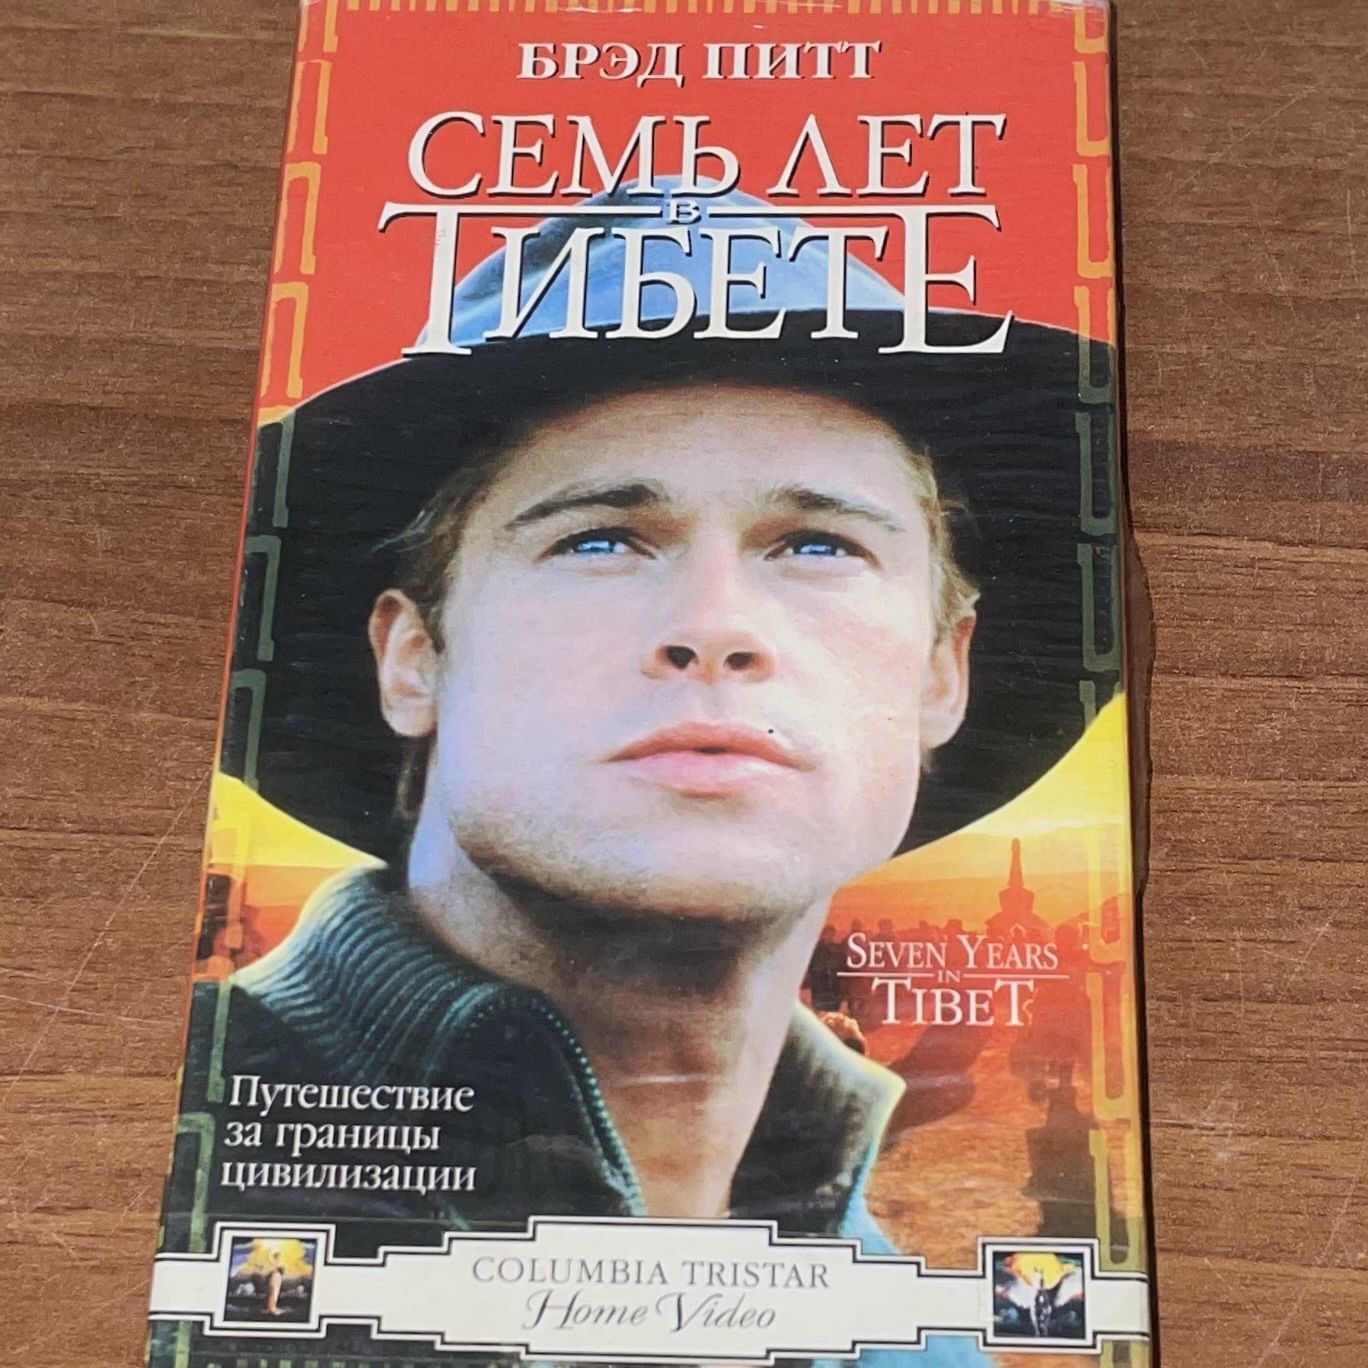 БРЭД ПИТТ
СЕМЬ ЛЕТ
В
ТИБЕТЕ
SEVEN YEARS
IN
TIBET
Путешествие
за границы
цивилизации
COLUMBIA TRISTAR
Home Video